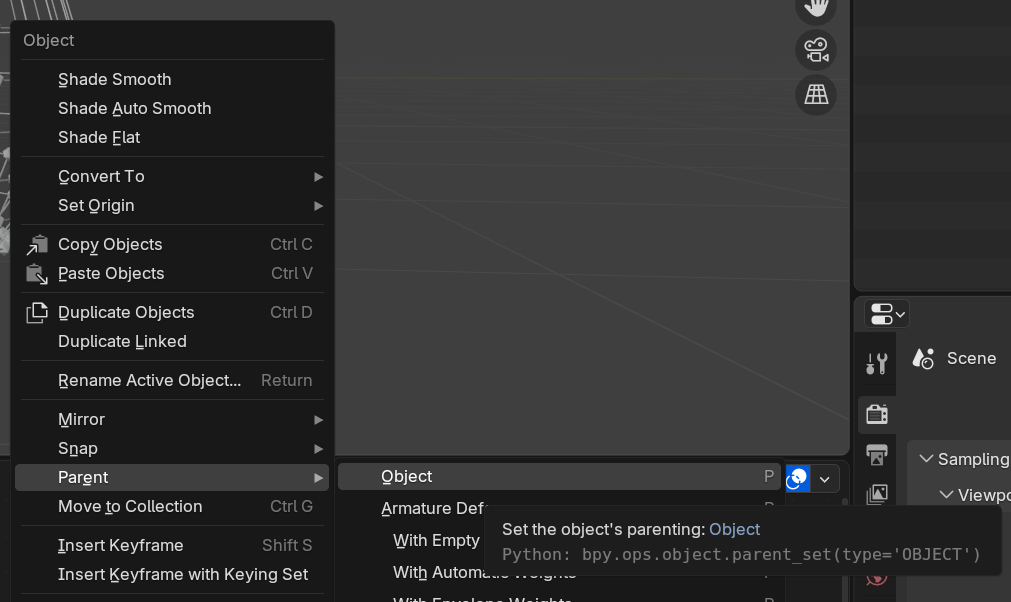 Object
Shade Smooth
Shade Auto Smooth
Shade Flat
Convert To
Set Origin
Copy Objects Ctrl C
Paste Objects Ctrl V
Duplicate Objects Ctrl D
Duplicate Linked
Rename Active Object... Return
Mirror
Snap
Parent
Move to Collection Ctrl G
Insert Keyframe Shift S
Insert Keyframe with Keying Set
Object P
Armature Def
With Empty
With Automatic Weights P
With Envelope Weights P
Set the object's parenting: Object
Python: bpy.ops.object.parent_set(type='OBJECT')
Scene
Sampling
Viewpo